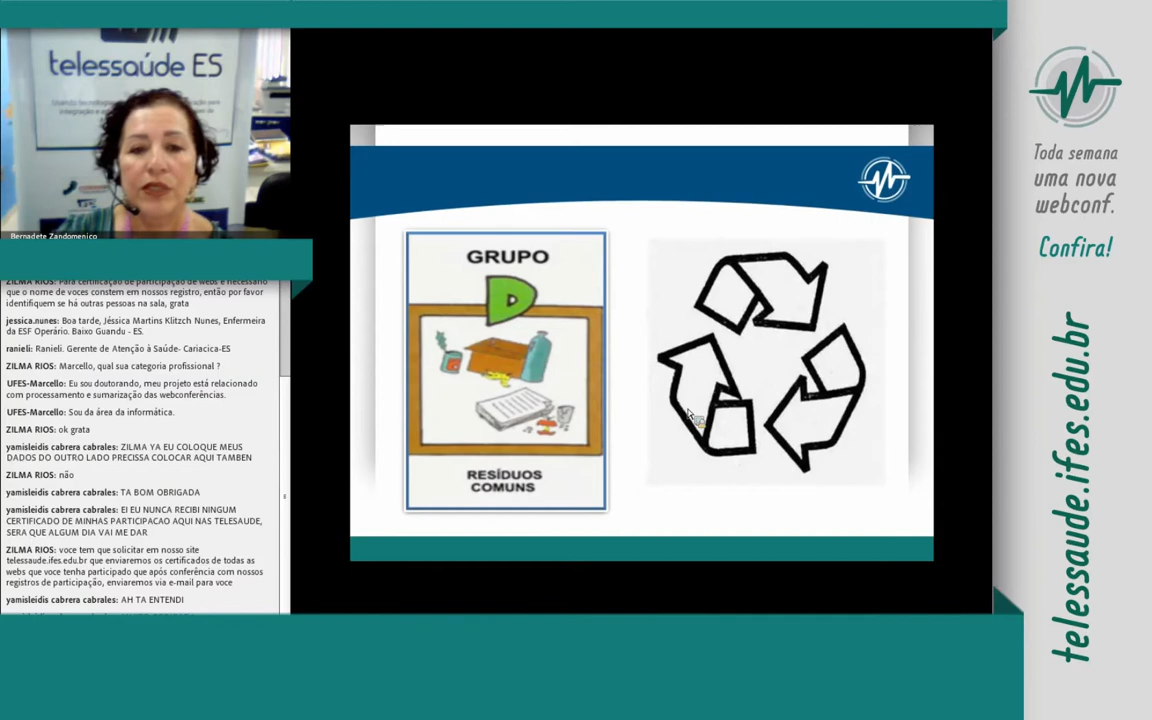 telessaúde ES
Bernadete Zandomenico
ZILMA RIOS: Para certificação de participação de webs é necessario
que o nome de voces constem em nossos registro, então por favor
identifiquem se há outras pessoas na sala, grata
jessica.nunes: Boa tarde, Jéssica Martins Klitzch Nunes, Enfermeira
da ESF Operário. Baixo Guandu - ES.
ranieli: Ranieli. Gerente de Atenção à Saúde- Cariacica-ES
ZILMA RIOS: Marcello, qual sua categoria profissional ?
UFES-Marcello: Eu sou doutorando, meu projeto está relacionado
com processamento e sumarização das webconferências.
UFES-Marcello: Sou da área da informática.
ZILMA RIOS: ok grata
yamisleidis cabrera cabrales: ZILMA YA EU COLOQUE MEUS
DADOS DO OUTRO LADO PRECISSA COLOCAR AQUI TAMBEN
ZILMA RIOS: não
yamisleidis cabrera cabrales: TA BOM OBRIGADA
yamisleidis cabrera cabrales: EI EU NUNCA RECIBI NINGUM
CERTIFICADO DE MINHAS PARTICIPACAO AQUI NAS TELESAUDE,
SERA QUE ALGUM DIA VAI ME DAR
ZILMA RIOS: voce tem que solicitar em nosso site
telessaude.ifes.edu.br que enviaremos os certificados de todas as
webs que voce tenha participado que após conferência com nossos
registros de participação, enviaremos via e-mail para voce
yamisleidis cabrera cabrales: AH TA ENTENDI
GRUPO
D
RESÍDUOS
COMUNS
Toda semana
uma nova
webconf.
Confira!
telessaude.ifes.edu.br